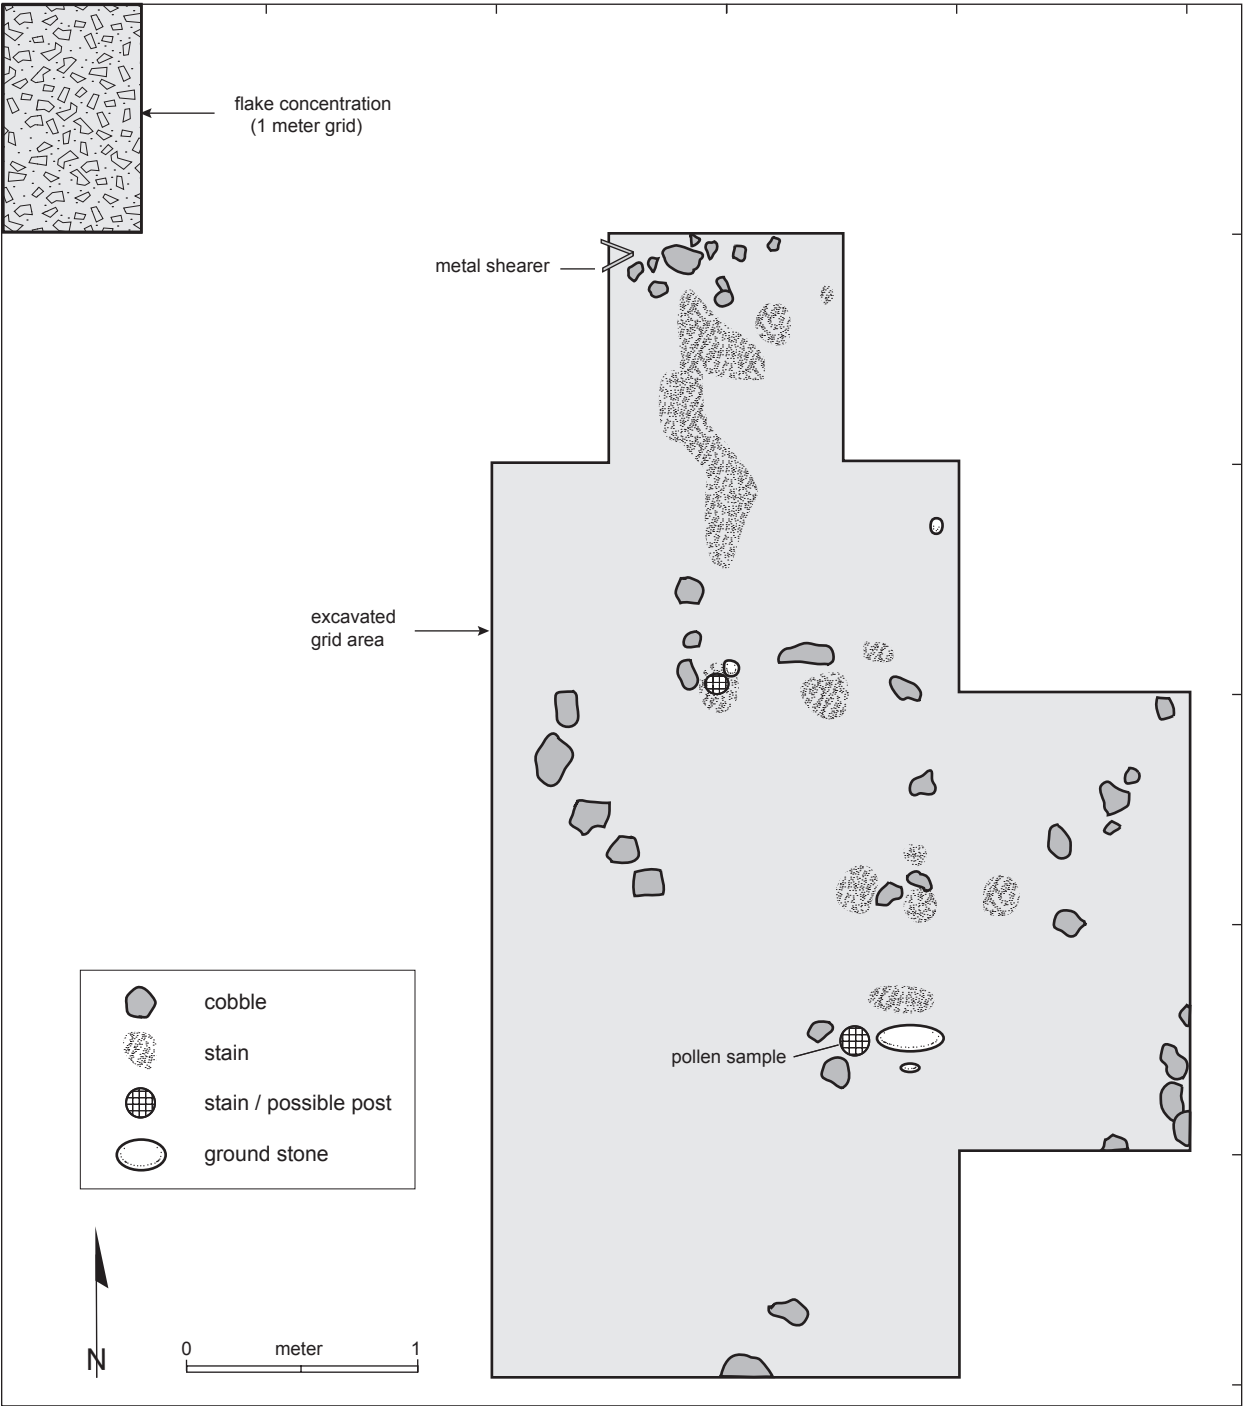 flake concentration
(1 meter grid)
metal shearer
excavated
grid area
pollen sample
cobble
stain
stain / possible post
ground stone
N
0 meter 1